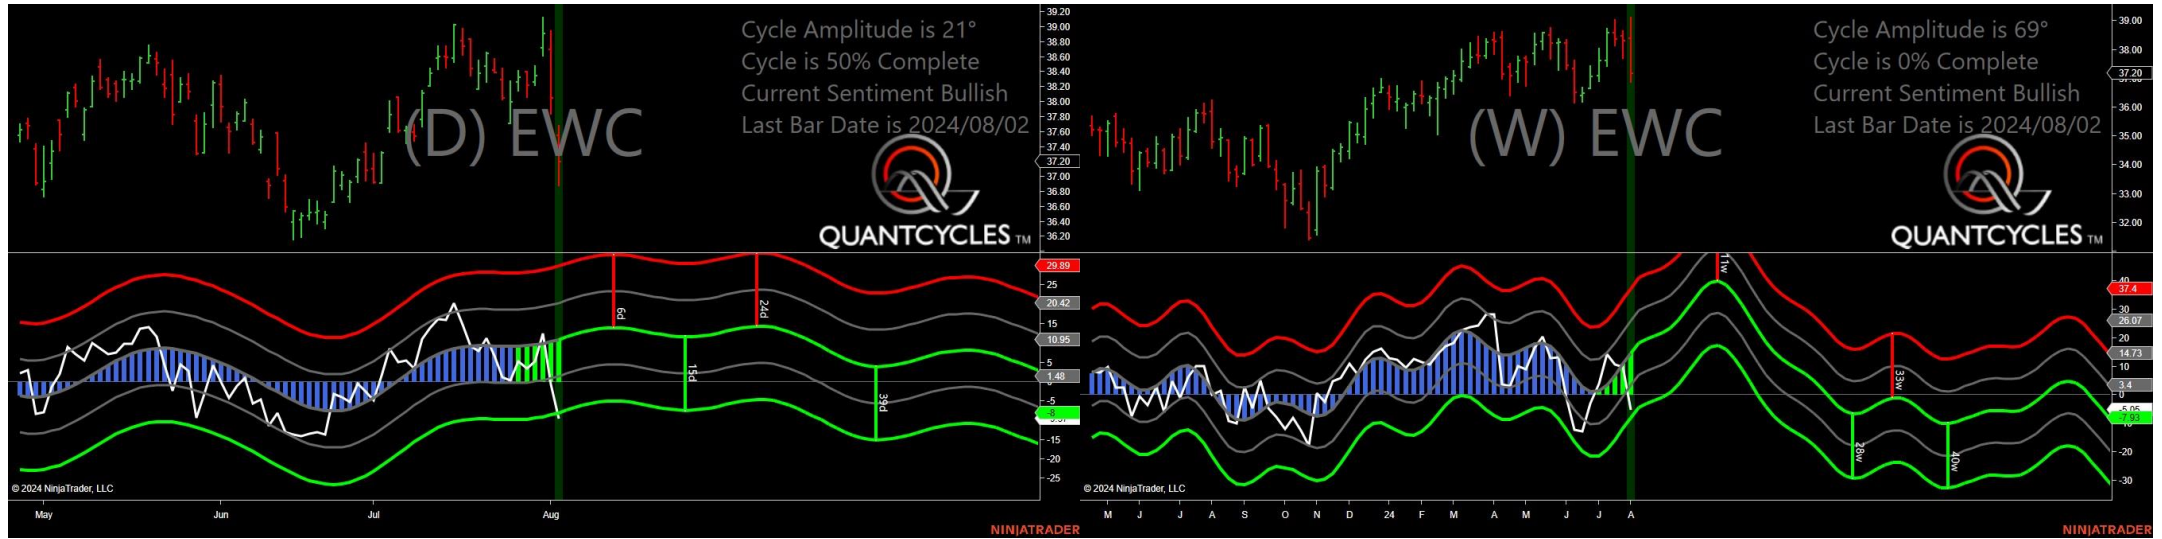 Cycle Amplitude is 21°
Cycle is 50% Complete
Current Sentiment Bullish
Last Bar Date is 2024/08/02
(D) EWC
QUANTCYCLES TM
39.20
39.00
38.80
38.60
38.40
38.20
38.00
37.80
37.60
37.40
37.20
37.00
36.80
36.60
36.40
36.20
29.89
25
20.42
15
10.95
5
1.48
-5
-8
-15
-20
-25
6d
24d
15d
39d
© 2024 NinjaTrader, LLC
May Jun Jul Aug
NINJATRADER
Cycle Amplitude is 69°
Cycle is 0% Complete
Current Sentiment Bullish
Last Bar Date is 2024/08/02
(W) EWC
QUANTCYCLES TM
39.00
38.00
37.20
36.00
35.00
34.00
33.00
32.00
40
37.4
30
26.07
20
14.73
10
3.4
0
-5.05
-7.93
-20
-30
11w
33w
28w
40w
© 2024 NinjaTrader, LLC
M J J A S O N D 24 F M A M J J A
NINJATRADER